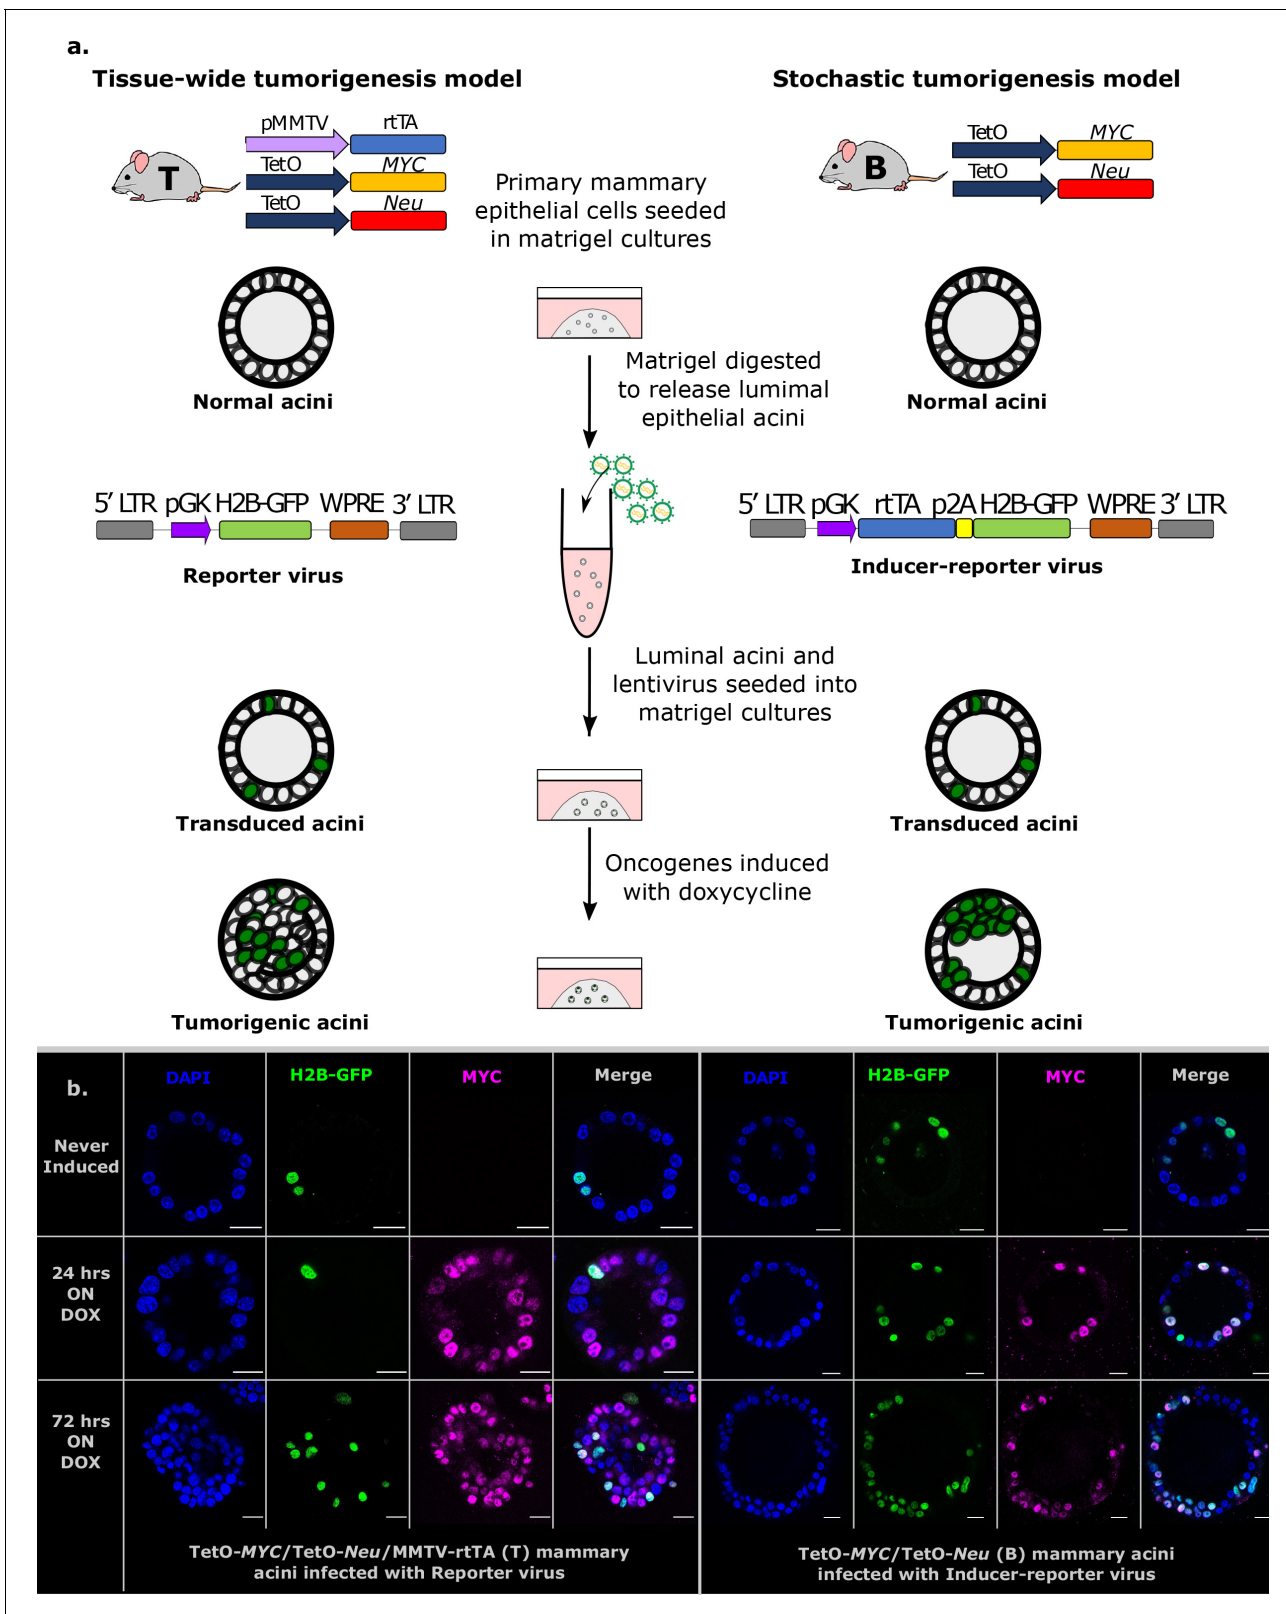 a.
Tissue-wide tumorigenesis model
Stochastic tumorigenesis model
pMMTV rtTA
TetO MYC
TetO Neu
T
TetO MYC
TetO Neu
B
Primary mammary
epithelial cells seeded
in matrigel cultures
Normal acini
Normal acini
Matrigel digested
to release lumimal
epithelial acini
5' LTR pGK H2B-GFP WPRE 3' LTR
Reporter virus
5' LTR pGK rtTA p2A H2B-GFP WPRE 3' LTR
Inducer-reporter virus
Luminal acini and
lentivirus seeded into
matrigel cultures
Transduced acini
Transduced acini
Oncogenes induced
with doxycycline
Tumorigenic acini
Tumorigenic acini
b.
DAPI H2B-GFP MYC Merge DAPI H2B-GFP MYC Merge
Never
Induced
24 hrs
ON
DOX
72 hrs
ON
DOX
TetO-MYC/TetO-Neu/MMTV-rtTA (T) mammary
acini infected with Reporter virus
TetO-MYC/TetO-Neu (B) mammary acini
infected with Inducer-reporter virus